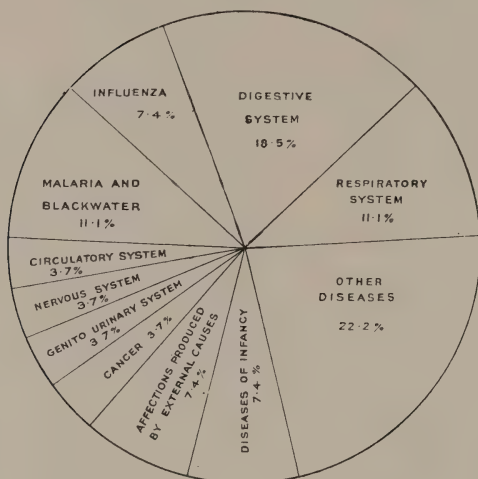 INFLUENZA
7·4 %
DIGESTIVE
SYSTEM
18·5 %
RESPIRATORY
SYSTEM
11·1 %
MALARIA AND
BLACKWATER
11·1 %
CIRCULATORY SYSTEM
3·7 %
NERVOUS SYSTEM
3·7 %
GENITO URINARY SYSTEM
3·7 %
CANCER 3·7 %
AFFECTIONS PRODUCED
BY EXTERNAL CAUSES
7·4 %
DISEASES OF INFANCY
7·4 %
OTHER
DISEASES
22·2 %